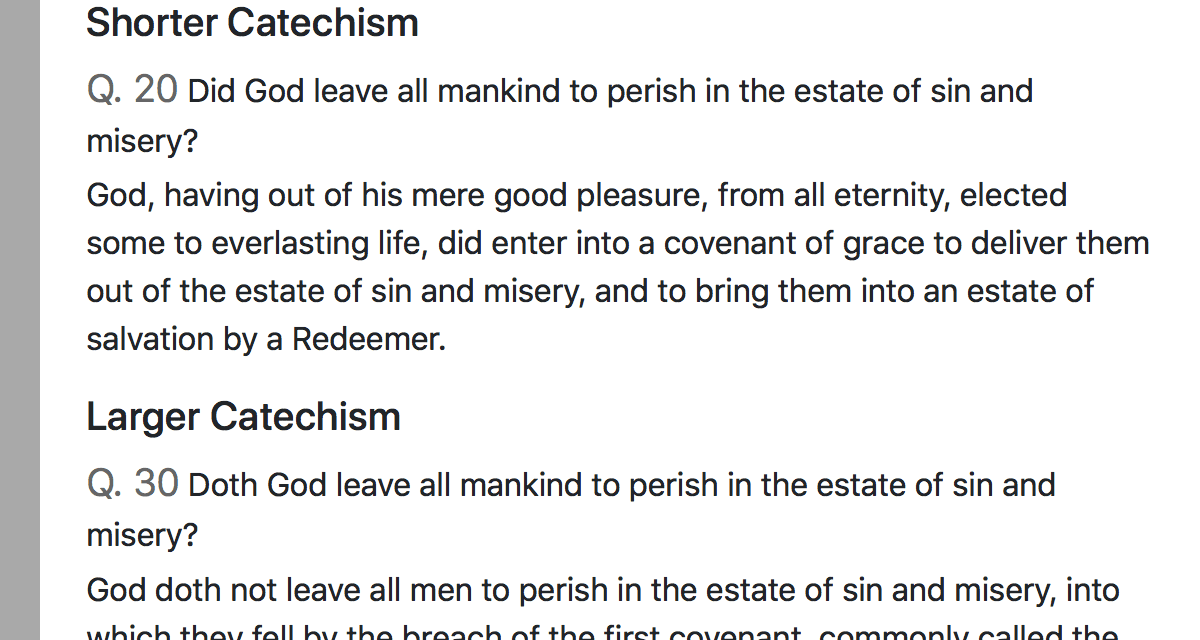 Shorter Catechism
Q. 20 Did God leave all mankind to perish in the estate of sin and
misery?
God, having out of his mere good pleasure, from all eternity, elected
some to everlasting life, did enter into a covenant of grace to deliver them
out of the estate of sin and misery, and to bring them into an estate of
salvation by a Redeemer.
Larger Catechism
Q. 30 Doth God leave all mankind to perish in the estate of sin and
misery?
God doth not leave all men to perish in the estate of sin and misery, into
which they fell by the breach of the first covenant, commonly called the